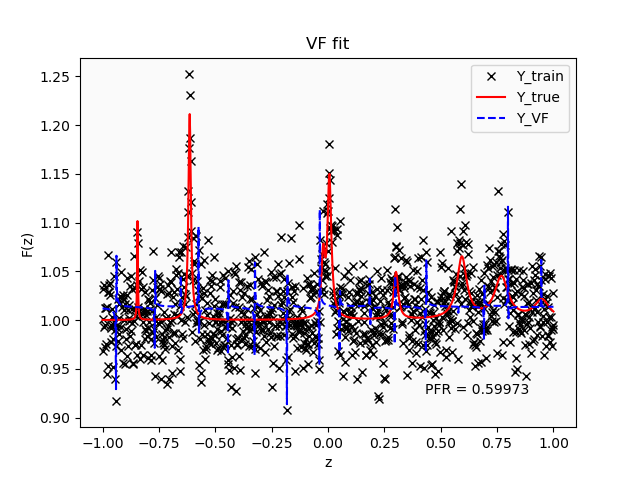 VF fit
Y_train
Y_true
Y_VF
1.25
1.20
1.15
1.10
1.05
1.00
0.95
0.90
F(z)
PFR = 0.59973
−1.00 −0.75 −0.50 −0.25 0.00 0.25 0.50 0.75 1.00
z